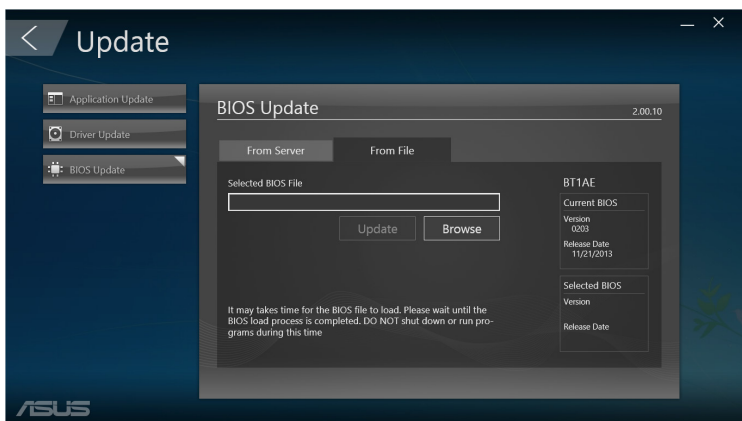 Update
Application Update
Driver Update
BIOS Update
BIOS Update
2.00.10
From Server
From File
Selected BIOS File
Update
Browse
It may takes time for the BIOS file to load. Please wait until the
BIOS load process is completed. DO NOT shut down or run pro-
grams during this time
BT1AE
Current BIOS
Version
0203
Release Date
11/21/2013
Selected BIOS
Version
Release Date
ASUS